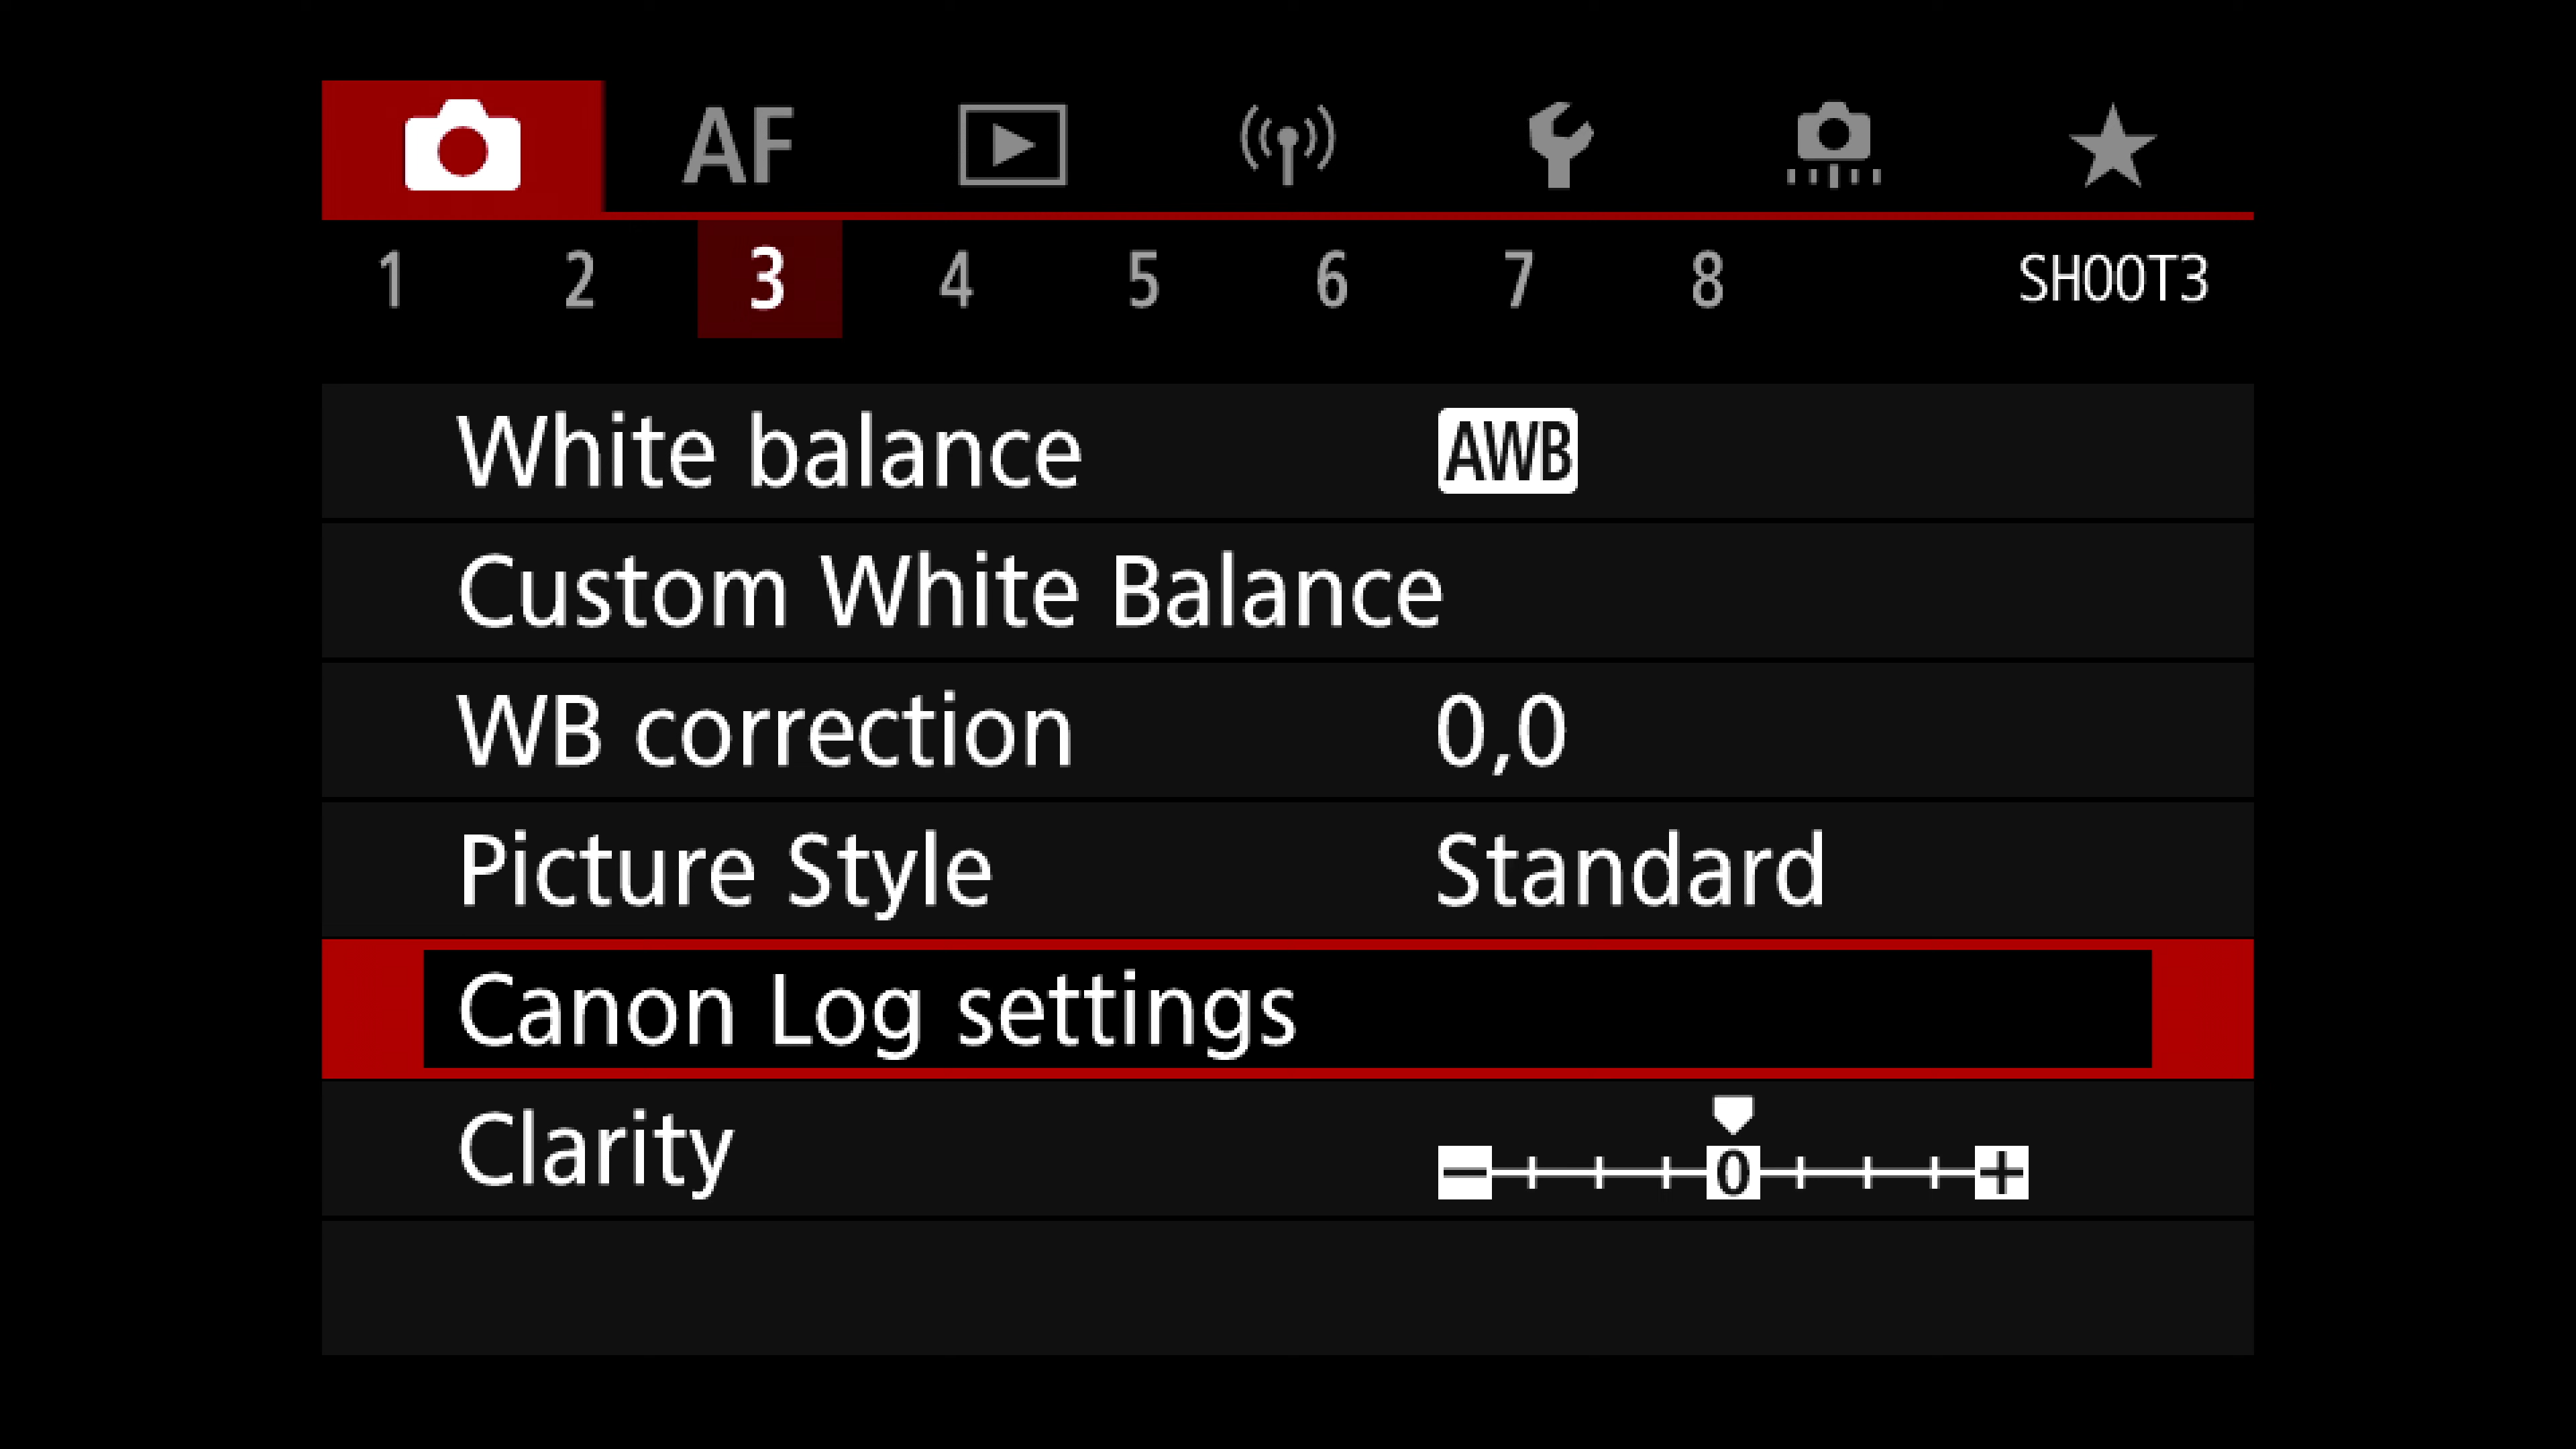 AF
1 2 3 4 5 6 7 8 SHOOT3
White balance AWB
Custom White Balance
WB correction 0,0
Picture Style Standard
Canon Log settings
Clarity − 0 +